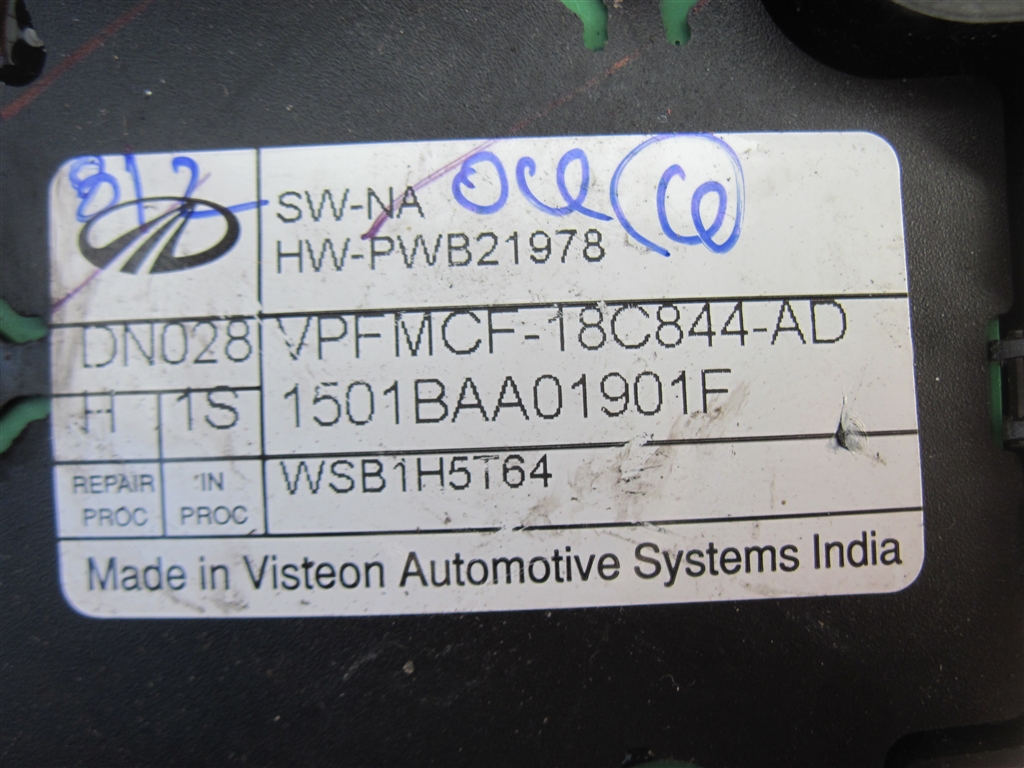 812
SW-NA
HW-PWB21978
DN028 VPFMCF-18C844-AD
H 1S 1501BAA01901F
REPAIR PROC IN PROC WSB1H5T64
Made in Visteon Automotive Systems India